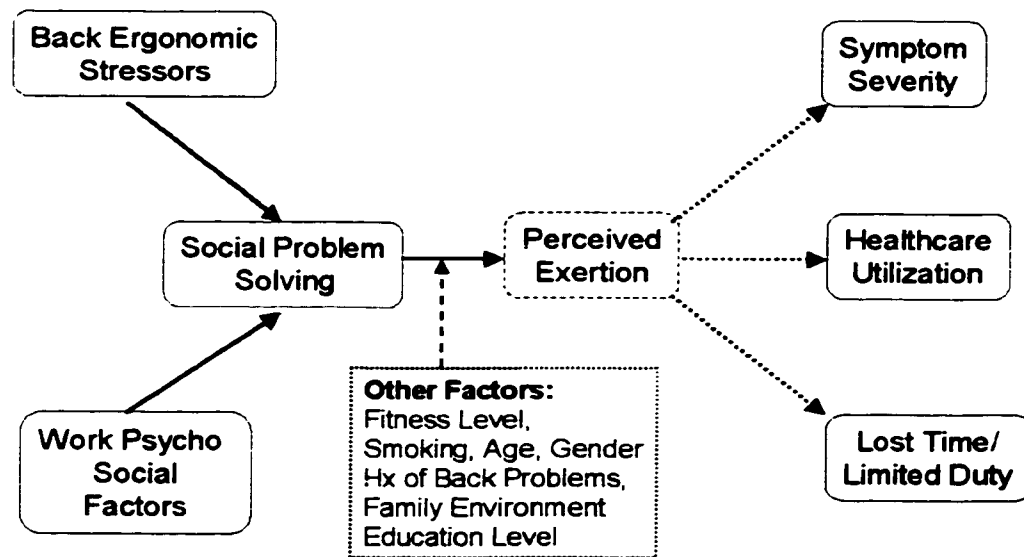 Back Ergonomic
Stressors
Symptom
Severity
Social Problem
Solving
Perceived
Exertion
Healthcare
Utilization
Other Factors:
Fitness Level,
Smoking, Age, Gender
Hx of Back Problems,
Family Environment
Education Level
Work Psycho
Social
Factors
Lost Time/
Limited Duty